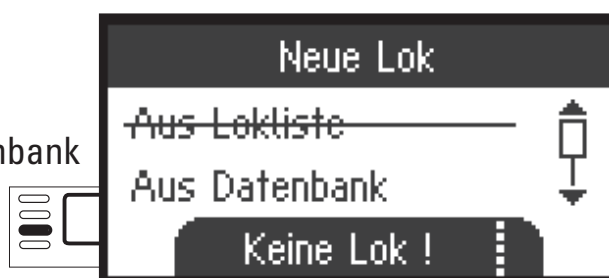 Neue Lok
Aus Lokliste
nbank
Aus Datenbank
Keine Lok !